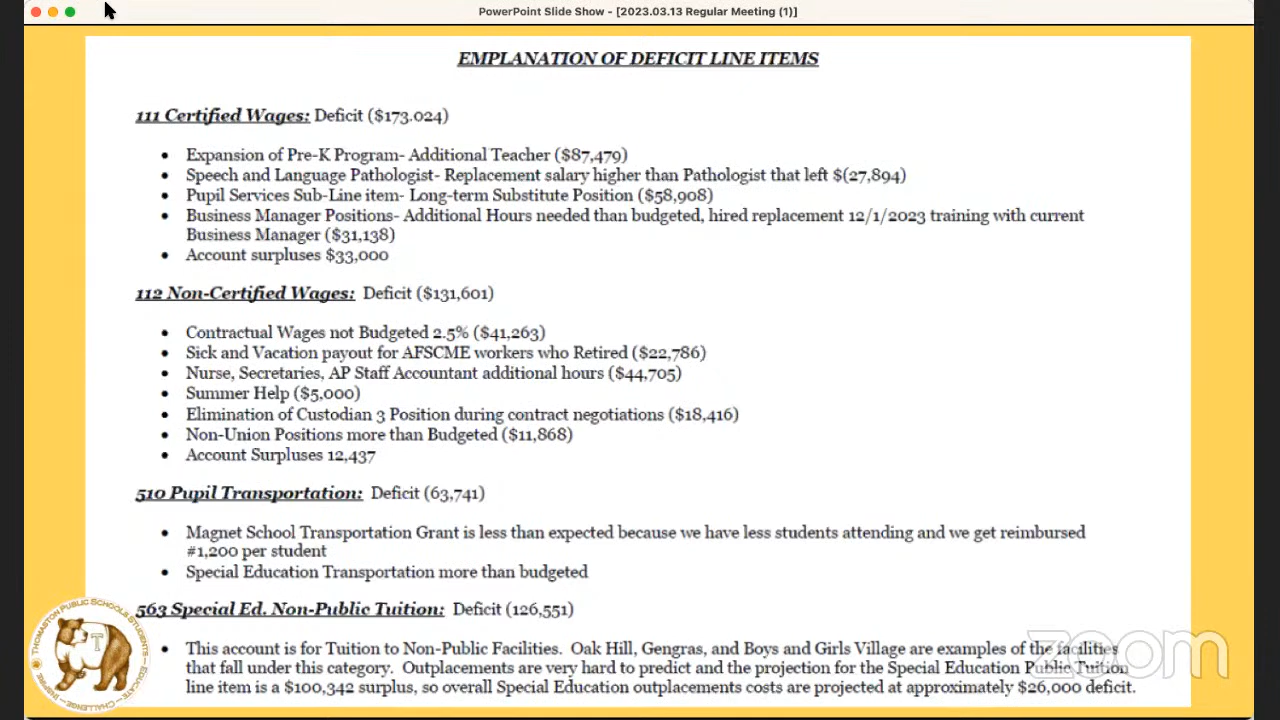 PowerPoint Slide Show - [2023.03.13 Regular Meeting (1)]
EMPLANATION OF DEFICIT LINE ITEMS
111 Certified Wages: Deficit ($173.024)
• Expansion of Pre-K Program- Additional Teacher ($87,479)
• Speech and Language Pathologist- Replacement salary higher than Pathologist that left $(27,894)
• Pupil Services Sub-Line item- Long-term Substitute Position ($58,908)
• Business Manager Positions- Additional Hours needed than budgeted, hired replacement 12/1/2023 training with current
Business Manager ($31,138)
• Account surpluses $33,000
112 Non-Certified Wages: Deficit ($131,601)
• Contractual Wages not Budgeted 2.5% ($41,263)
• Sick and Vacation payout for AFSCME workers who Retired ($22,786)
• Nurse, Secretaries, AP Staff Accountant additional hours ($44,705)
• Summer Help ($5,000)
• Elimination of Custodian 3 Position during contract negotiations ($18,416)
• Non-Union Positions more than Budgeted ($11,868)
• Account Surpluses 12,437
510 Pupil Transportation: Deficit (63,741)
• Magnet School Transportation Grant is less than expected because we have less students attending and we get reimbursed
#1,200 per student
• Special Education Transportation more than budgeted
563 Special Ed. Non-Public Tuition: Deficit (126,551)
• This account is for Tuition to Non-Public Facilities. Oak Hill, Gengras, and Boys and Girls Village are examples of the facilities
that fall under this category. Outplacements are very hard to predict and the projection for the Special Education Public Tuition
line item is a $100,342 surplus, so overall Special Education outplacements costs are projected at approximately $26,000 deficit.
THOMASTON PUBLIC SCHOOLS STUDENTS
INSPIRE CHALLENGE EDUCATE
T
zoom